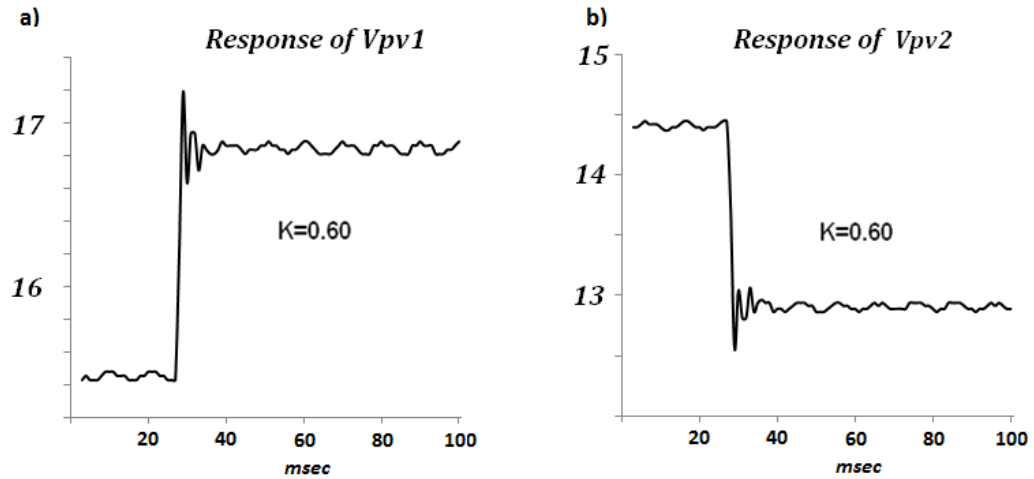 a)
Response of Vpv1
17
16
K=0.60
20 40 60 80 100
msec
b)
Response of Vpv2
15
14
13
K=0.60
20 40 60 80 100
msec